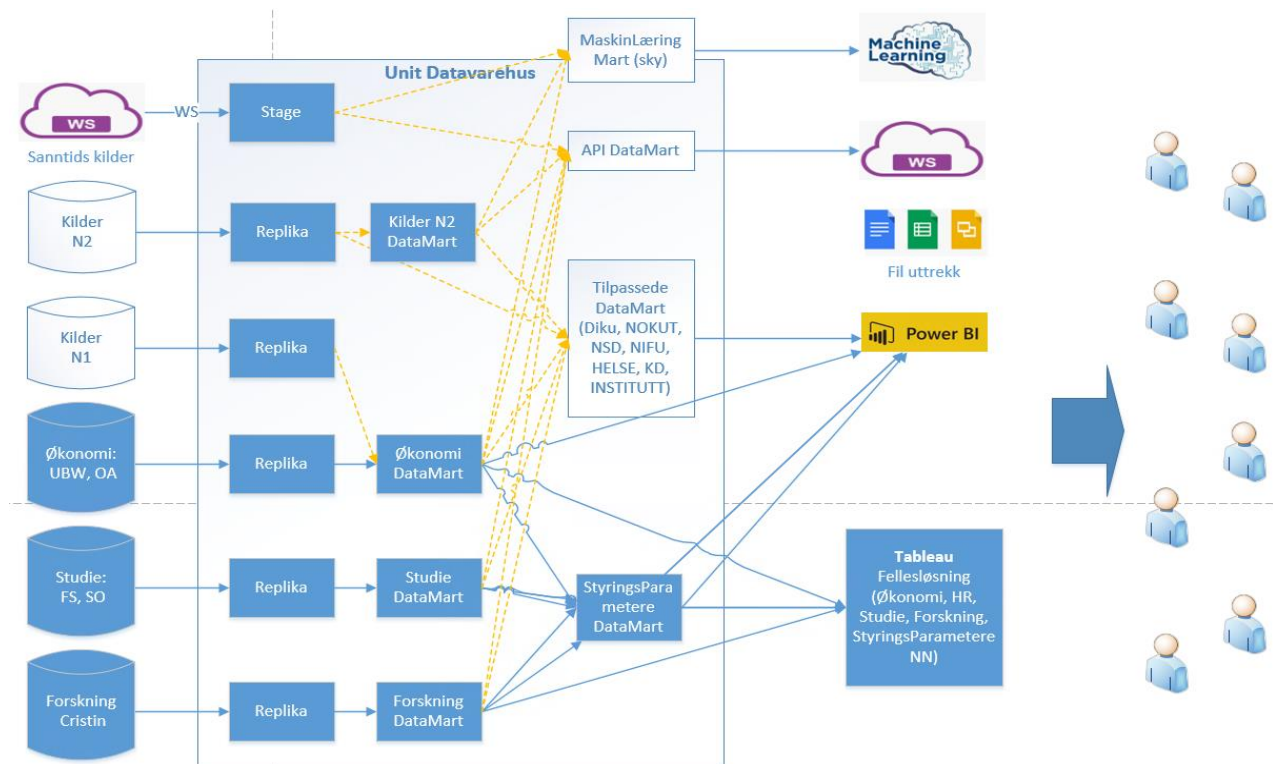 Unit Datavarehus
WS
Sanntids kilder
WS
Stage
MaskinLæring
Mart (sky)
Machine
Learning
API DataMart
WS
Kilder
N2
Replika
Kilder N2
DataMart
Fil uttrekk
Kilder
N1
Replika
Tilpassede
DataMart
(Diku, NOKUT,
NSD, NIFU,
HELSE, KD,
INSTITUTT)
Power BI
Økonomi:
UBW, OA
Replika
Økonomi
DataMart
Studie:
FS, SO
Replika
Studie
DataMart
StyringsPara
metere
DataMart
Tableau
Fellesløsning
(Økonomi, HR,
Studie, Forskning,
StyringsParametere
NN)
Forskning
Cristin
Replika
Forskning
DataMart